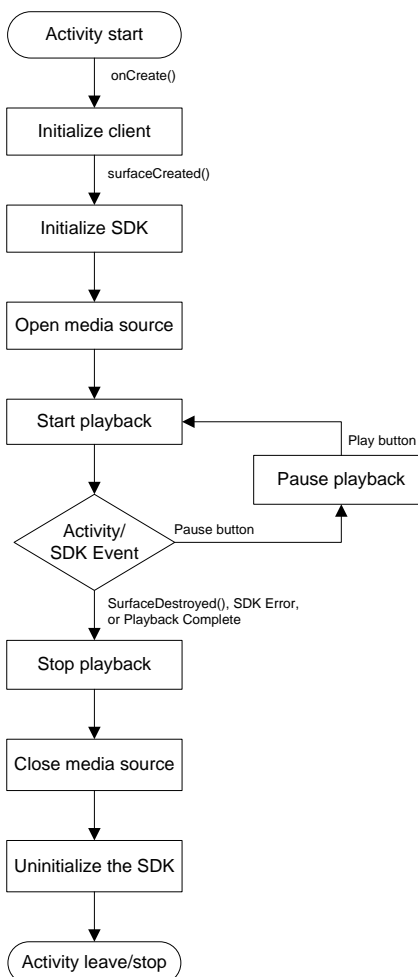 Activity start
onCreate()
Initialize client
surfaceCreated()
Initialize SDK
Open media source
Start playback
Play button
Pause playback
Activity/
SDK Event
Pause button
SurfaceDestroyed(), SDK Error,
or Playback Complete
Stop playback
Close media source
Uninitialize the SDK
Activity leave/stop